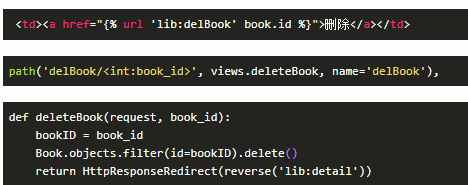 <td><a href="{% url 'lib:delBook' book.id %}">删除</a></td>
path('delBook/<int:book_id>', views.deleteBook, name='delBook'),
def deleteBook(request, book_id):
    bookID = book_id
    Book.objects.filter(id=bookID).delete()
    return HttpResponseRedirect(reverse('lib:detail'))